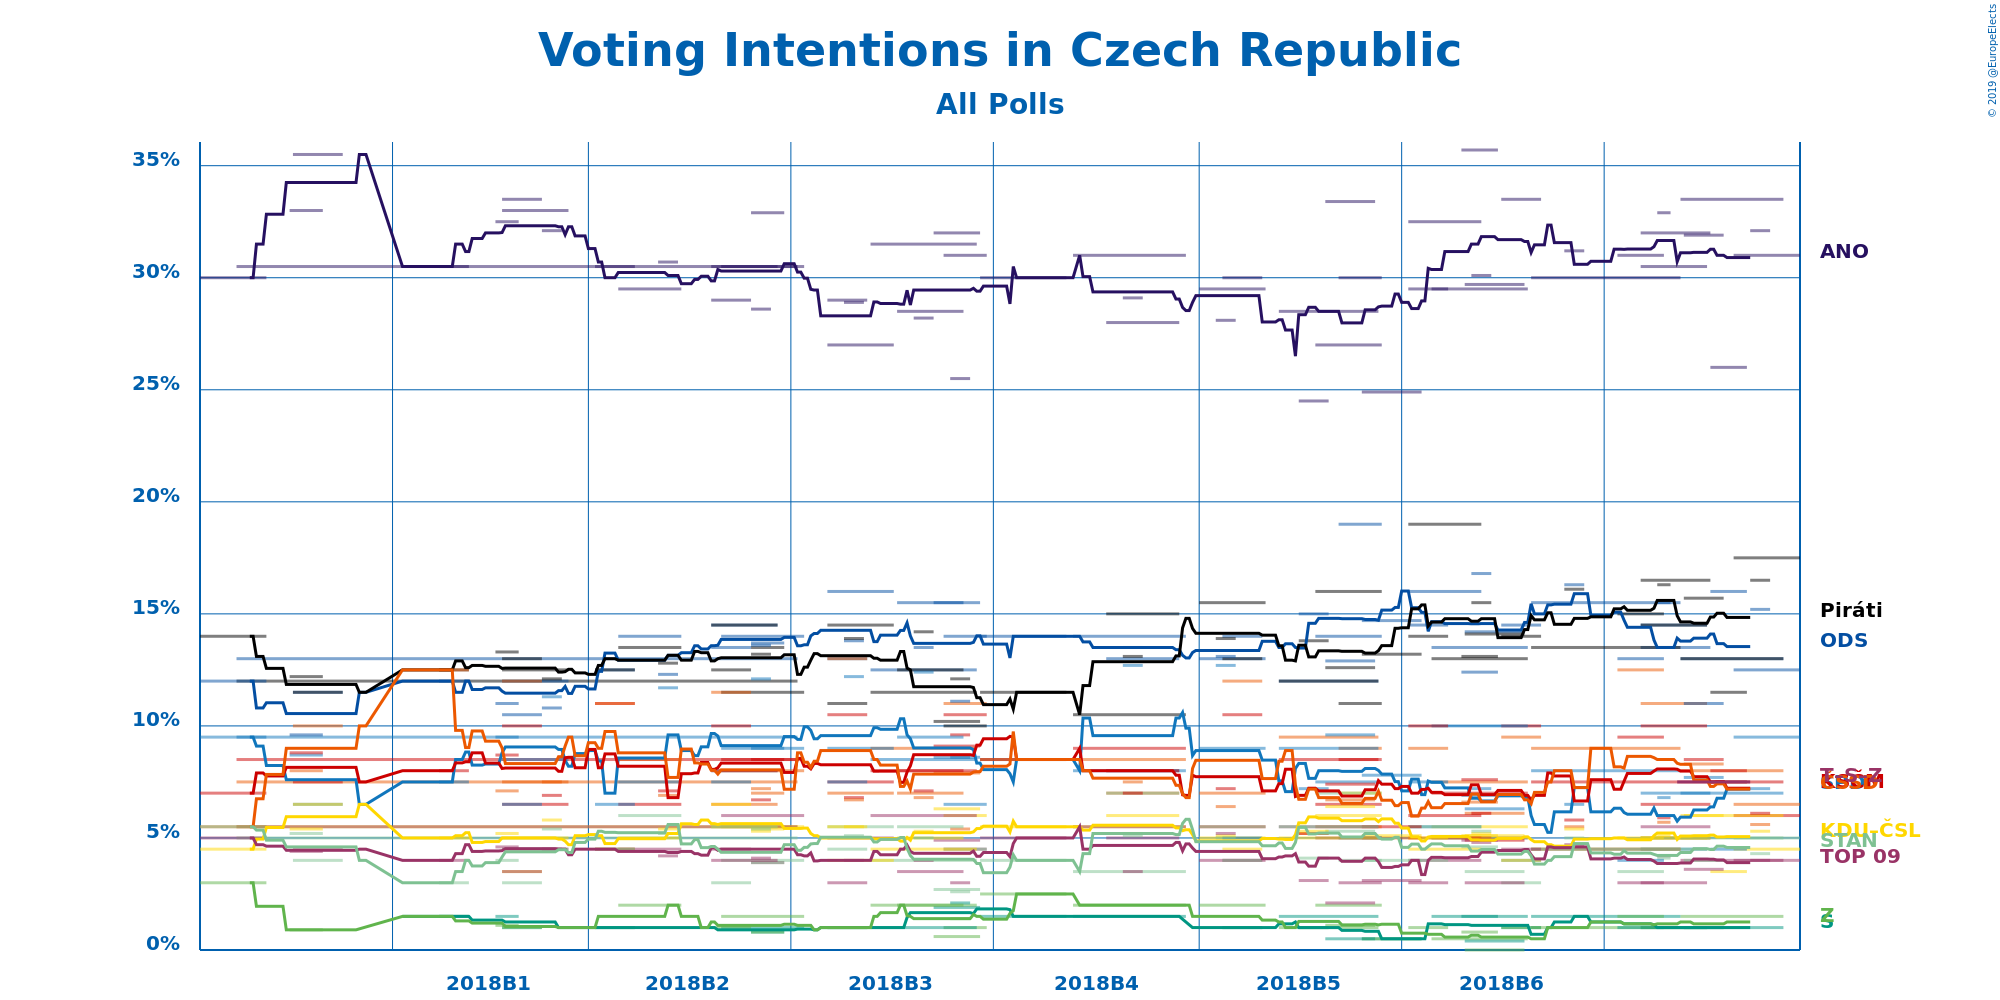 Voting Intentions in Czech Republic
All Polls
© 2019 @EuropeElects
35%
30%
25%
20%
15%
10%
5%
0%
ANO
Piráti
ODS
KSČM
ČSSD
KDU–ČSL
STAN
TOP 09
Z
S
2018B1
2018B2
2018B3
2018B4
2018B5
2018B6